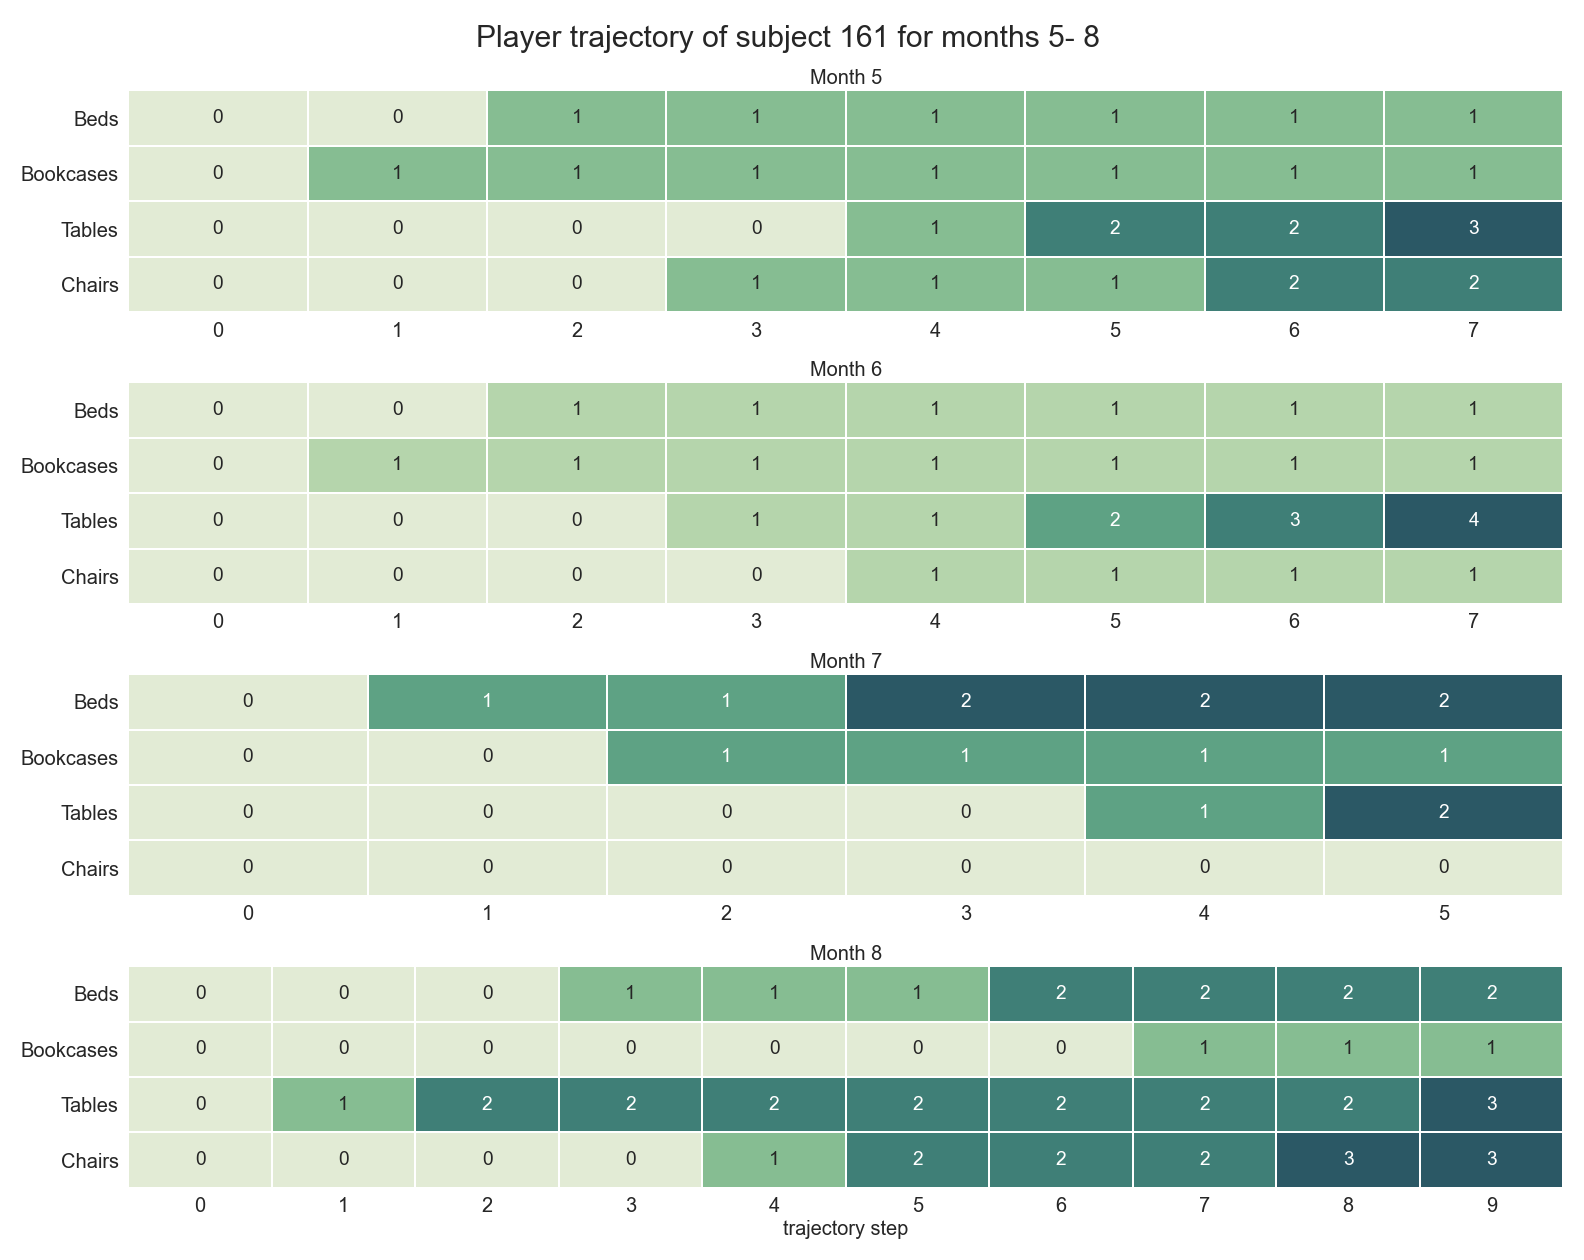 Player trajectory of subject 161 for months 5- 8
Month 5
Beds 0 0 1 1 1 1 1 1
Bookcases 0 1 1 1 1 1 1 1
Tables 0 0 0 0 1 2 2 3
Chairs 0 0 0 1 1 1 2 2
0 1 2 3 4 5 6 7
Month 6
Beds 0 0 1 1 1 1 1 1
Bookcases 0 1 1 1 1 1 1 1
Tables 0 0 0 1 1 2 3 4
Chairs 0 0 0 0 1 1 1 1
0 1 2 3 4 5 6 7
Month 7
Beds 0 1 1 2 2 2
Bookcases 0 0 1 1 1 1
Tables 0 0 0 0 1 2
Chairs 0 0 0 0 0 0
0 1 2 3 4 5
Month 8
Beds 0 0 0 1 1 1 2 2 2 2
Bookcases 0 0 0 0 0 0 0 1 1 1
Tables 0 1 2 2 2 2 2 2 2 3
Chairs 0 0 0 0 1 2 2 2 3 3
0 1 2 3 4 5 6 7 8 9
trajectory step